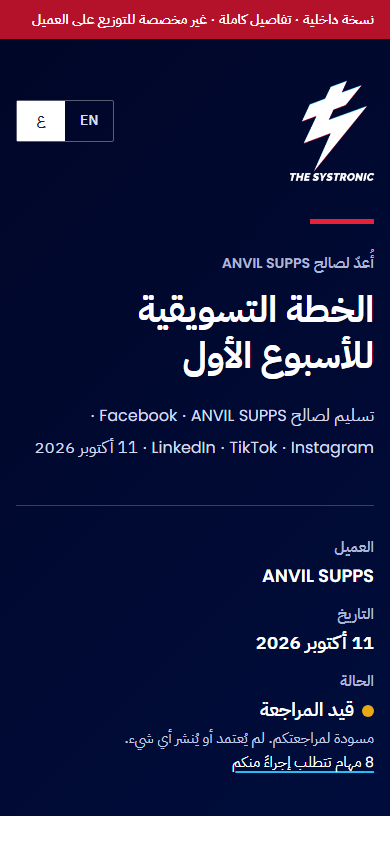 نسخة داخلية · تفاصيل كاملة · غير مخصصة للتوزيع على العميل
EN
ع
THE SYSTRONIC
أُعدّ لصالح ANVIL SUPPS
الخطة التسويقية
للأسبوع الأول
تسليم لصالح Facebook · ANVIL SUPPS ·
11 · LinkedIn · TikTok · Instagram أكتوبر 2026
العميل
ANVIL SUPPS
التاريخ
11 أكتوبر 2026
الحالة
قيد المراجعة
مسودة لمراجعتكم. لم يُعتمد أو يُنشر أي شيء.
8 مهام تتطلب إجراءً منكم